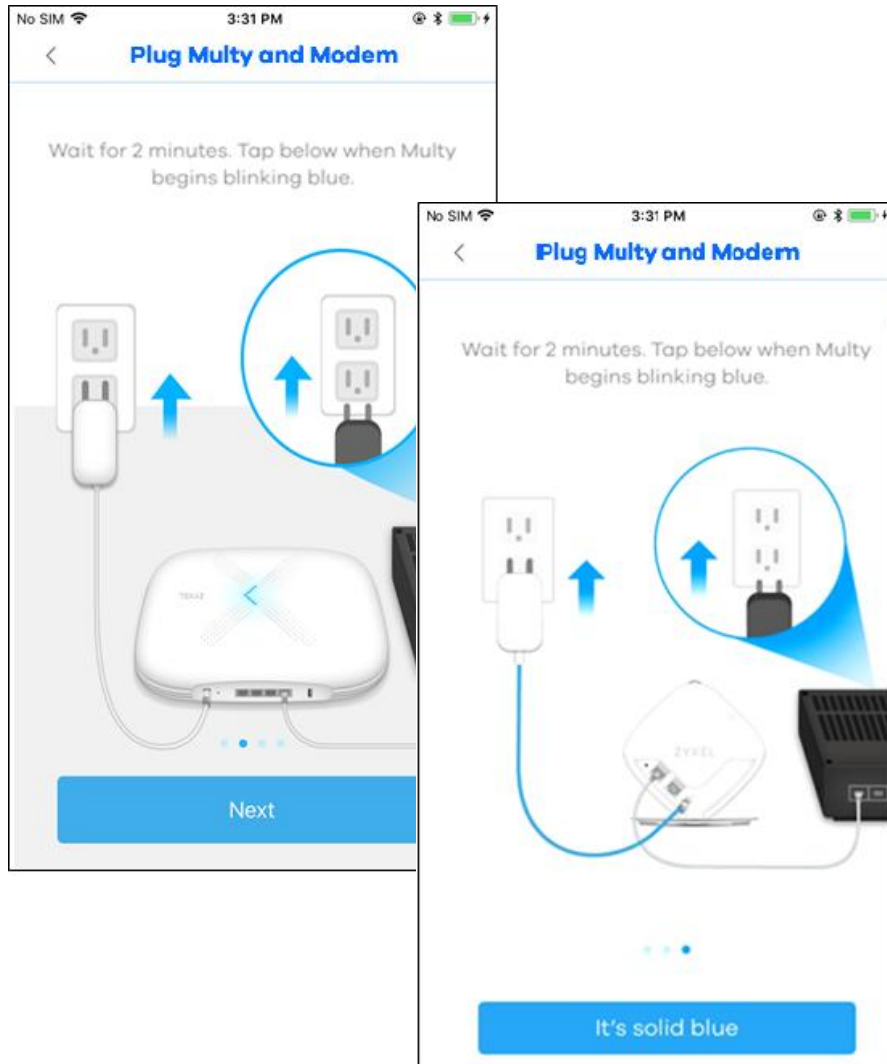 No SIM 3:31 PM
Plug Multy and Modem
Wait for 2 minutes. Tap below when Multy
begins blinking blue.
Next
No SIM 3:31 PM
Plug Multy and Modem
Wait for 2 minutes. Tap below when Multy
begins blinking blue.
ZYXEL
It's solid blue